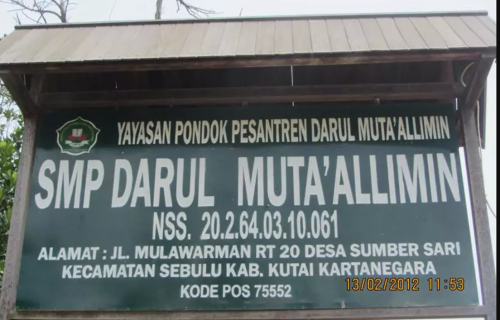 YAYASAN PONDOK PESANTREN DARUL MUTA'ALLIMIN
SMP DARUL MUTA'ALLIMIN
NSS. 20.2.64.03.10.061
ALAMAT : JL. MULAWARMAN RT 20 DESA SUMBER SARI
KECAMATAN SEBULU KAB. KUTAI KARTANEGARA
KODE POS 75552
13/02/2012 11:53